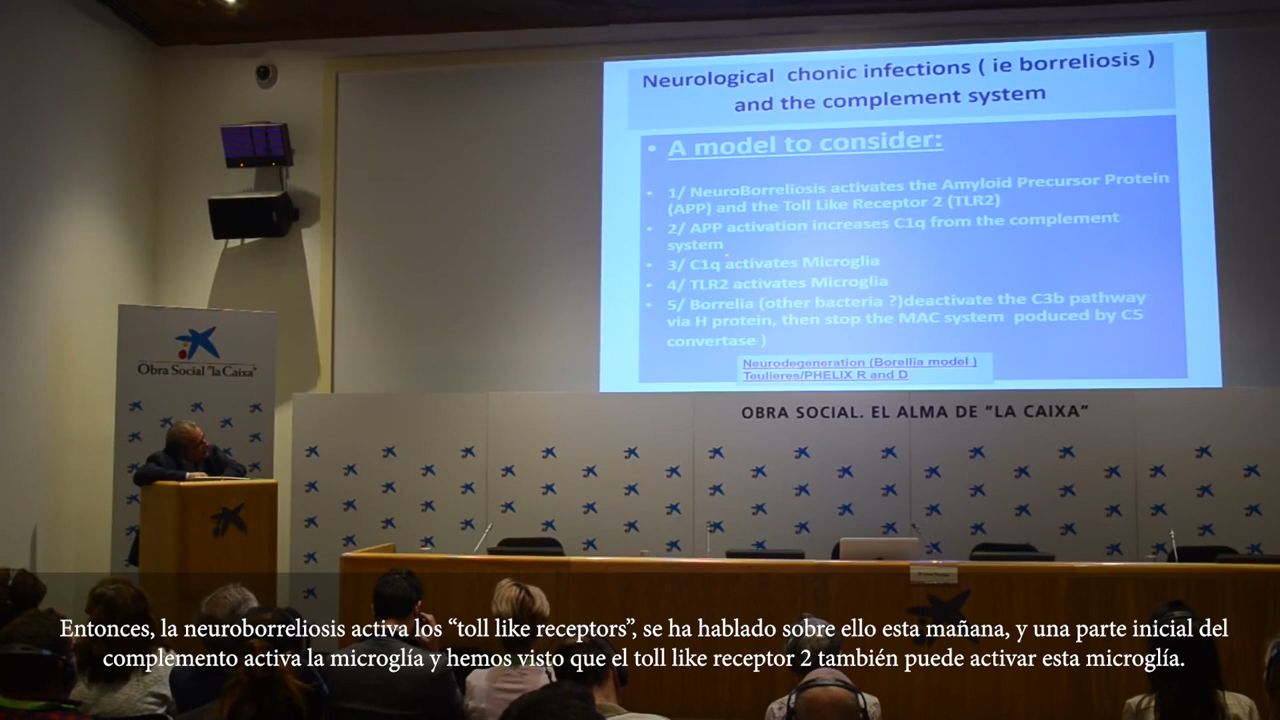 Neurological chonic infections ( ie borreliosis )
and the complement system
• A model to consider:
• 1/ NeuroBorreliosis activates the Amyloid Precursor Protein
(APP) and the Toll Like Receptor 2 (TLR2)
• 2/ APP activation increases C1q from the complement
system
• 3/ C1q activates Microglia
• 4/ TLR2 activates Microglia
• 5/ Borrelia (other bacteria ?)deactivate the C3b pathway
via H protein, then stop the MAC system poduced by C5
convertase )
Neurodegeneration (Borellia model )
Teulieres/PHELIX R and D
Obra Social "la Caixa"
OBRA SOCIAL. EL ALMA DE "LA CAIXA"
Entonces, la neuroborreliosis activa los “toll like receptors”, se ha hablado sobre ello esta mañana, y una parte inicial del
complemento activa la microglía y hemos visto que el toll like receptor 2 también puede activar esta microglía.